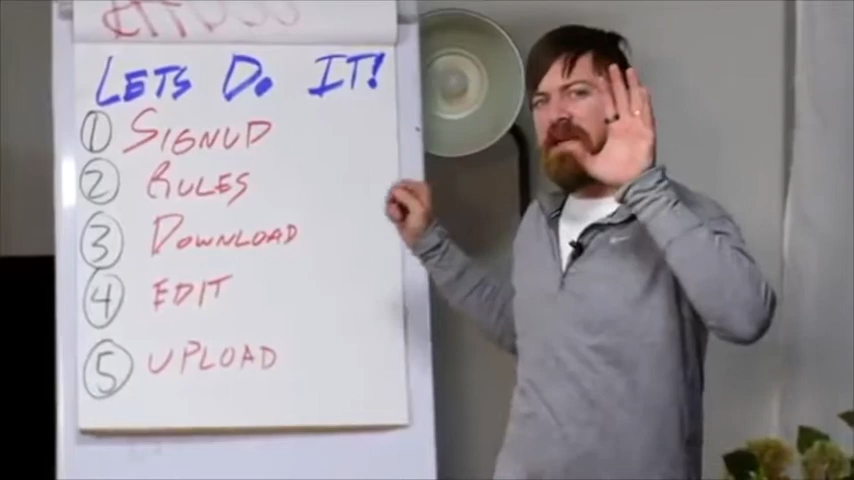 LETS DO IT!
1 SIGNUP
2 RULES
3 DOWNLOAD
4 EDIT
5 UPLOAD